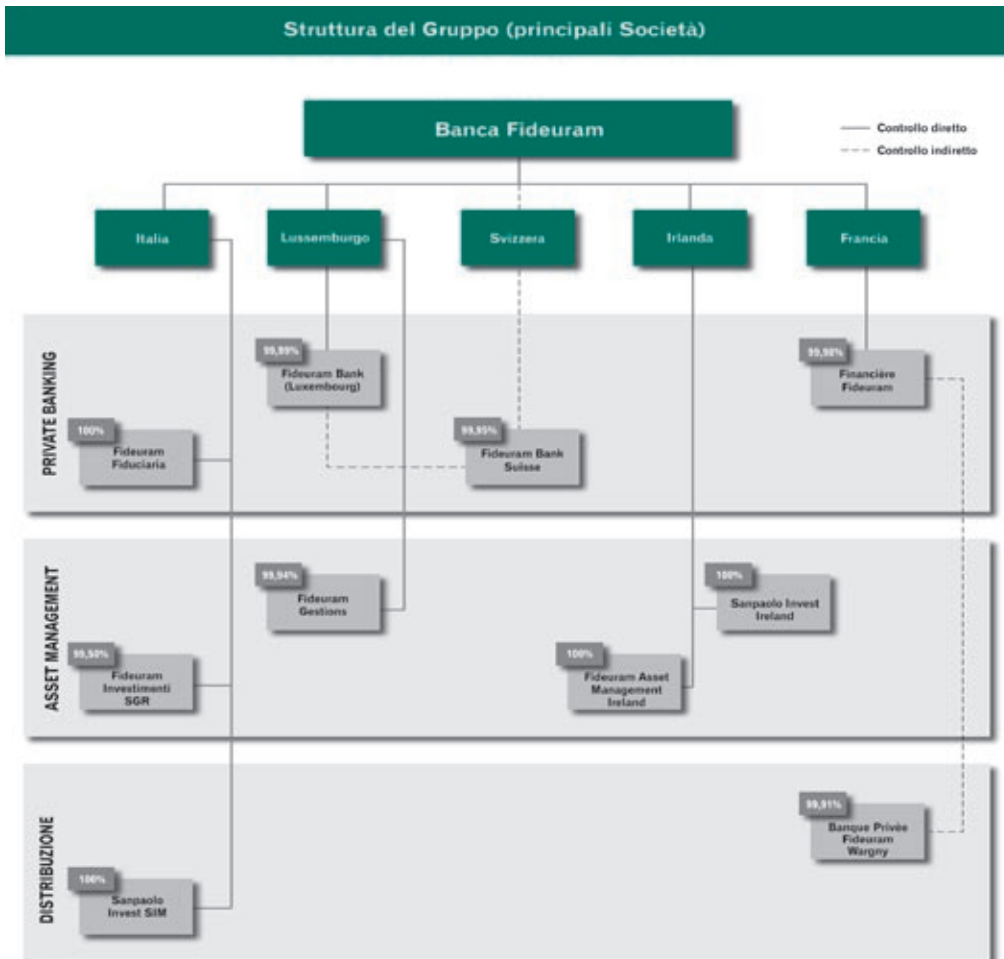 Struttura del Gruppo (principali Società)
Banca Fideuram
Controllo diretto
Controllo indiretto
Italia
Lussemburgo
Svizzera
Irlanda
Francia
PRIVATE BANKING
99,99%
Fideuram Bank
(Luxembourg)
99,98%
Financière
Fideuram
100%
Fideuram
Fiduciaria
99,95%
Fideuram Bank
Suisse
ASSET MANAGEMENT
99,94%
Fideuram
Gestions
100%
Sanpaolo Invest
Ireland
99,50%
Fideuram
Investimenti
SGR
100%
Fideuram Asset
Management
Ireland
DISTRIBUZIONE
99,91%
Banque Privée
Fideuram
Wargny
100%
Sanpaolo
Invest SIM